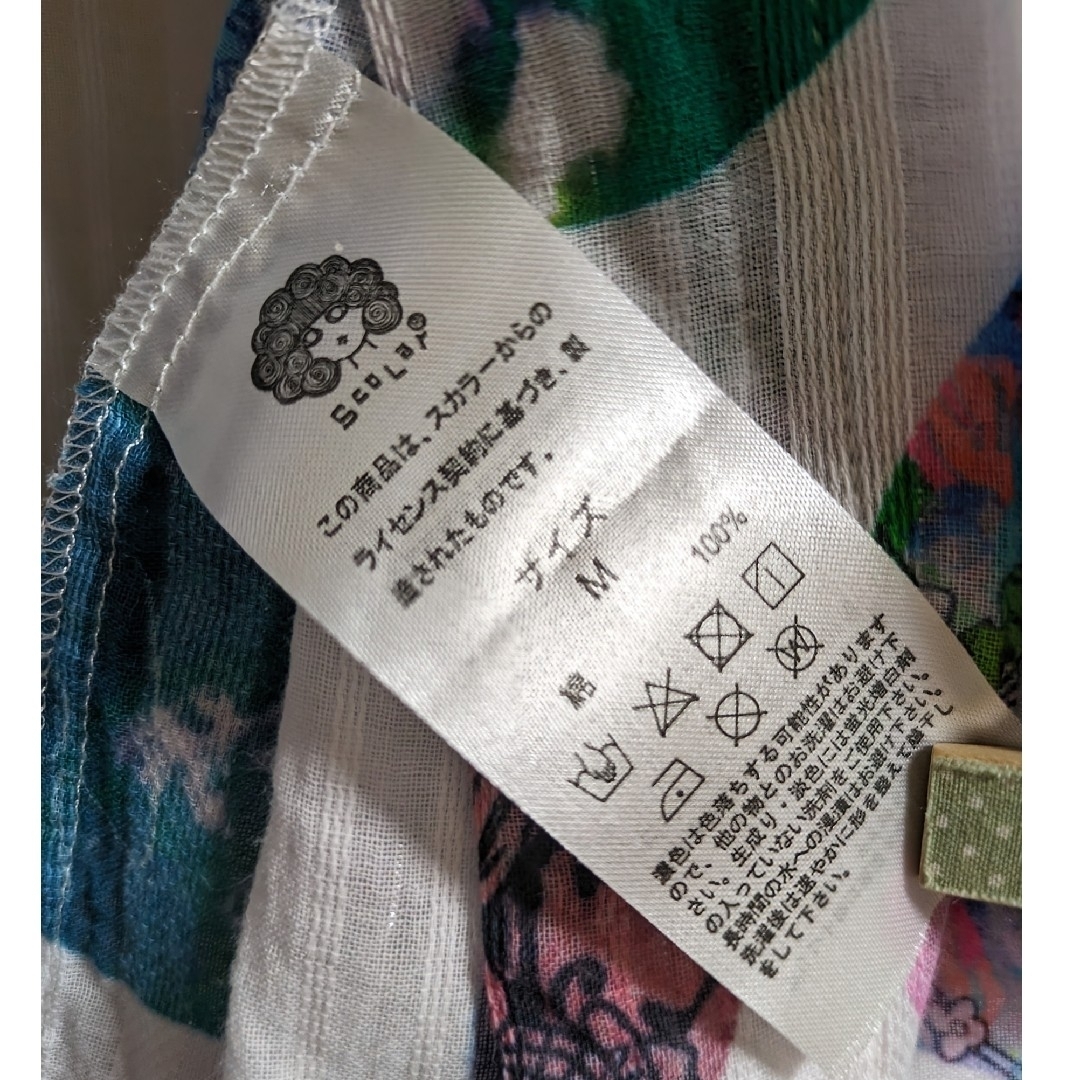 ScoLar®
この商品は、スカラーからの
ライセンス契約に基づき、製
造されたものです。
サイズ
M
綿 100%
W
濃色は色落ちする可能性があります
ので、他の物とのお洗濯はお避け下
さい。生成り・淡色には蛍光増白剤
の入っていない洗剤をご使用下さい。
長時間の水への浸漬はお避け下さい。
洗濯後は速やかに形を整えて陰干し
をして下さい。